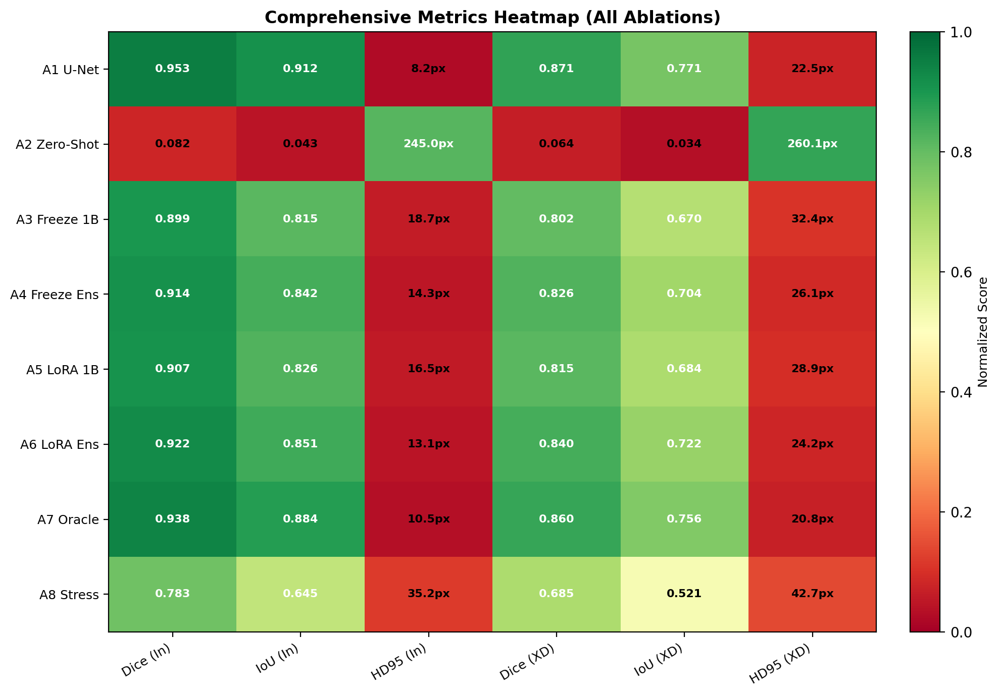 Comprehensive Metrics Heatmap (All Ablations)
A1 U-Net 0.953 0.912 8.2px 0.871 0.771 22.5px
A2 Zero-Shot 0.082 0.043 245.0px 0.064 0.034 260.1px
A3 Freeze 1B 0.899 0.815 18.7px 0.802 0.670 32.4px
A4 Freeze Ens 0.914 0.842 14.3px 0.826 0.704 26.1px
A5 LoRA 1B 0.907 0.826 16.5px 0.815 0.684 28.9px
A6 LoRA Ens 0.922 0.851 13.1px 0.840 0.722 24.2px
A7 Oracle 0.938 0.884 10.5px 0.860 0.756 20.8px
A8 Stress 0.783 0.645 35.2px 0.685 0.521 42.7px
Dice (In) IoU (In) HD95 (In) Dice (XD) IoU (XD) HD95 (XD)
1.0
0.8
0.6
0.4
0.2
0.0
Normalized Score